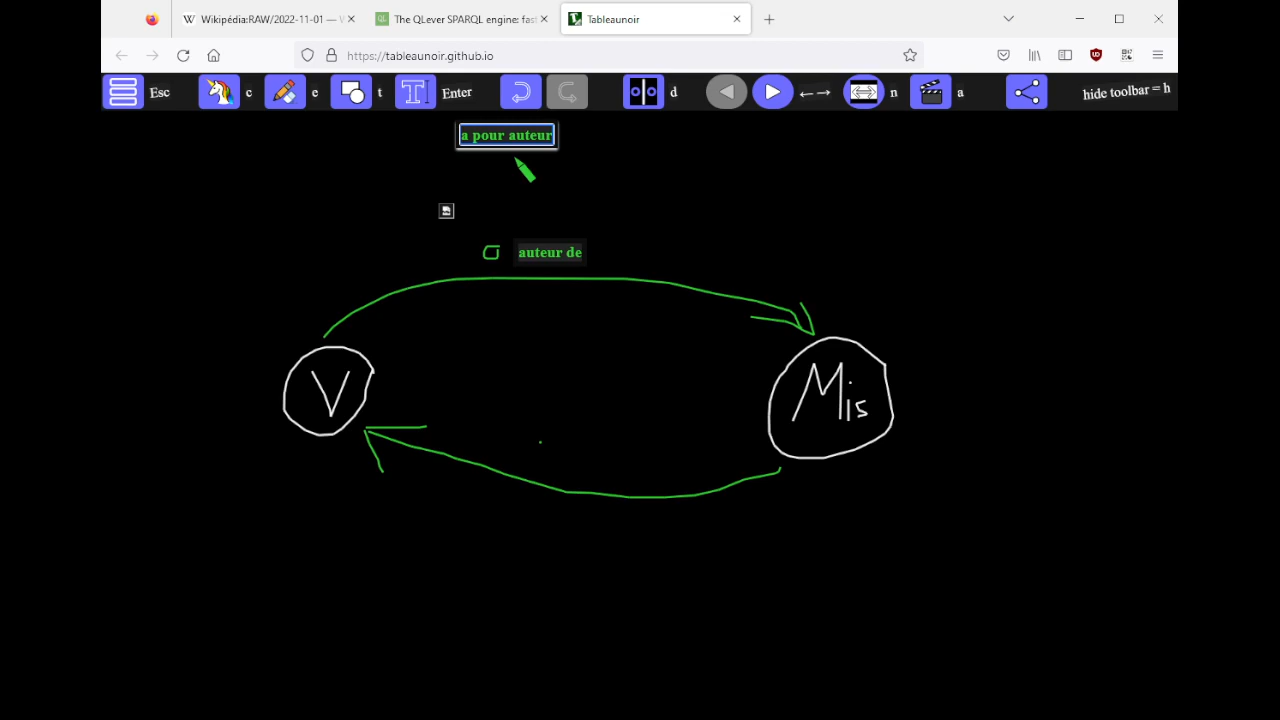 Wikipédia:RAW/2022-11-01 —
The QLever SPARQL engine: fast
Tableaunoir
https://tableaunoir.github.io
Esc
c
e
t
T
Enter
d
n
a
hide toolbar = h
a pour auteur
auteur de
V
Mis